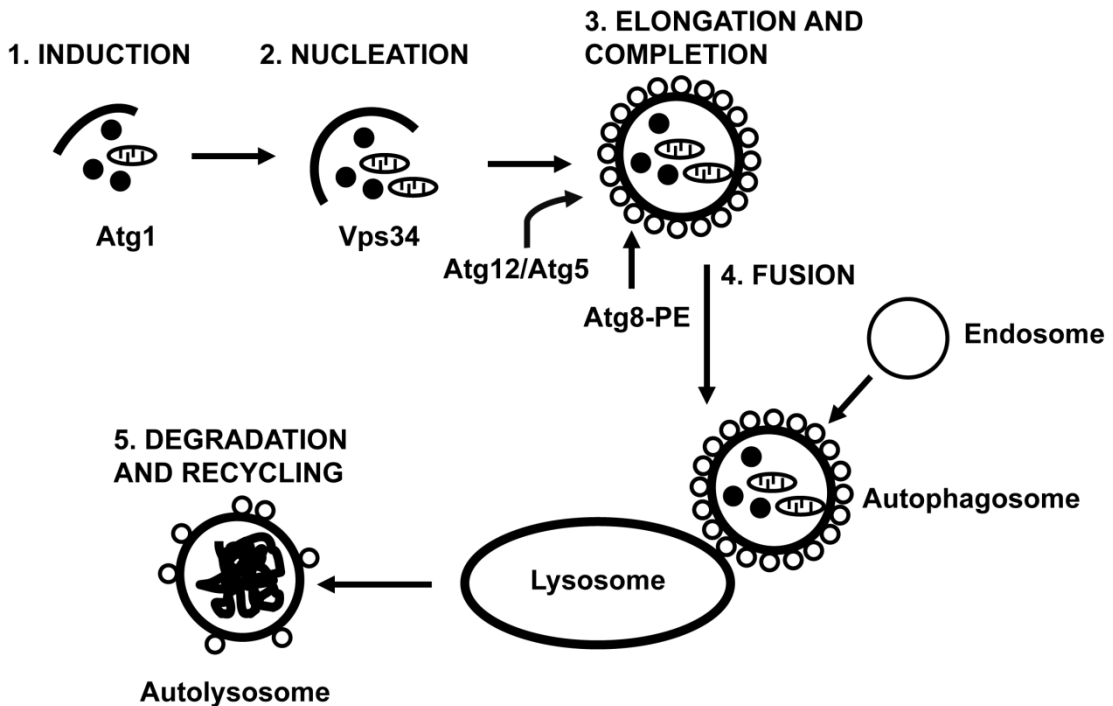 1. INDUCTION
2. NUCLEATION
3. ELONGATION AND
COMPLETION
Atg1
Vps34
Atg12/Atg5
Atg8-PE
4. FUSION
Endosome
5. DEGRADATION
AND RECYCLING
Autophagosome
Lysosome
Autolysosome